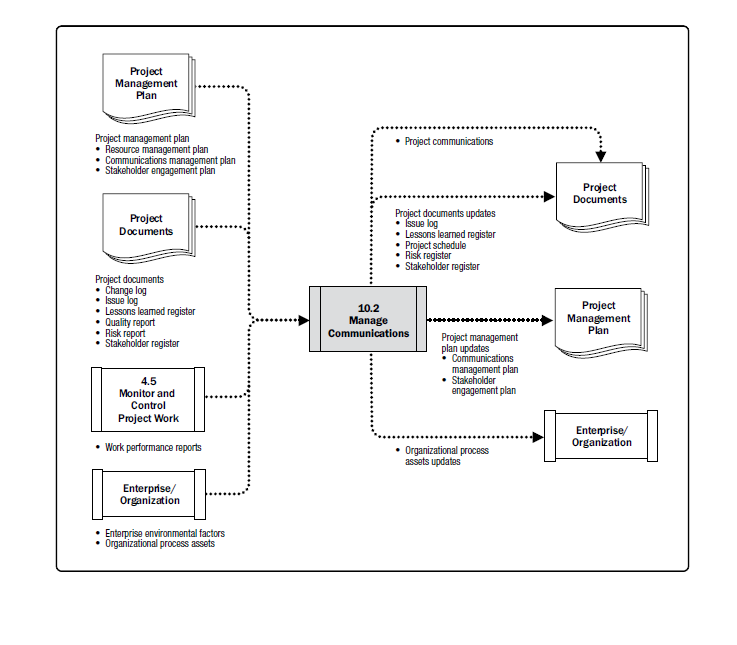 Project
Management
Plan
Project management plan
• Resource management plan
• Communications management plan
• Stakeholder engagement plan
Project
Documents
Project documents
• Change log
• Issue log
• Lessons learned register
• Quality report
• Risk report
• Stakeholder register
4.5
Monitor and
Control
Project Work
• Work performance reports
Enterprise/
Organization
• Enterprise environmental factors
• Organizational process assets
10.2
Manage
Communications
• Project communications
Project documents updates
• Issue log
• Lessons learned register
• Project schedule
• Risk register
• Stakeholder register
Project
Documents
Project management
plan updates
• Communications
management plan
• Stakeholder
engagement plan
Project
Management
Plan
• Organizational process
assets updates
Enterprise/
Organization